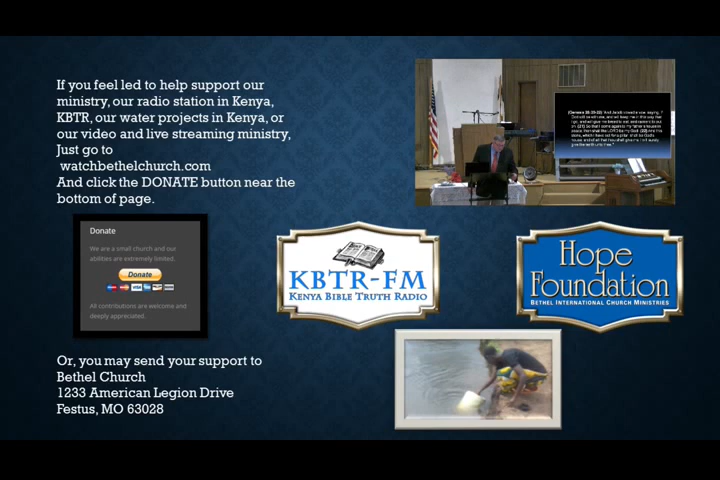 If you feel led to help support our
ministry, our radio station in Kenya,
KBTR, our water projects in Kenya, or
our video and live streaming ministry,
Just go to
watchbethelchurch.com
And click the DONATE button near the
bottom of page.
Donate
We are a small church and our
abilities are extremely limited.
Donate
VISA
All contributions are welcome and
deeply appreciated.
KBTR-FM
KENYA BIBLE TRUTH RADIO
Hope
Foundation
BETHEL INTERNATIONAL CHURCH MINISTRIES
Or, you may send your support to
Bethel Church
1233 American Legion Drive
Festus, MO 63028